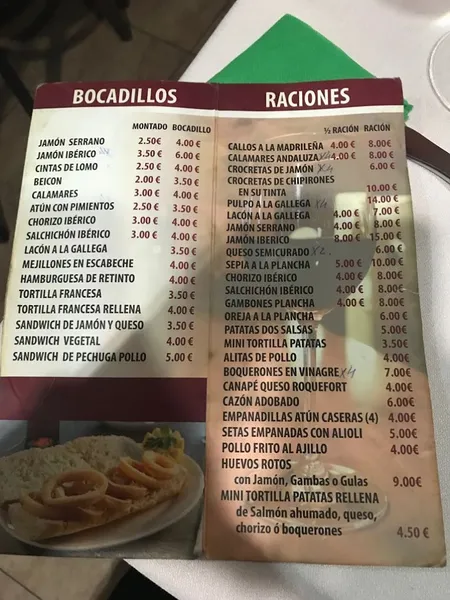 BOCADILLOS
MONTADO BOCADILLO
JAMÓN SERRANO 2.50€ 4.00 €
JAMÓN IBÉRICO 3.50€ 6.00 €
CINTAS DE LOMO 2.50€ 4.00 €
BEICON 2.00 € 3.50 €
CALAMARES 3.00 € 4.00 €
ATÚN CON PIMIENTOS 2.50 € 3.50 €
CHORIZO IBÉRICO 3.00 € 4.00 €
SALCHICHÓN IBÉRICO 3.00 € 4.00 €
LACÓN A LA GALLEGA 3.50 €
MEJILLONES EN ESCABECHE 4.00 €
HAMBURGUESA DE RETINTO 4.00 €
TORTILLA FRANCESA 3.50 €
TORTILLA FRANCESA RELLENA 4.00 €
SANDWICH DE JAMÓN Y QUESO 3.50 €
SANDWICH VEGETAL 4.00 €
SANDWICH DE PECHUGA POLLO 5.00 €
RACIONES
½ RACIÓN RACIÓN
CALLOS A LA MADRILEÑA 4.00 € 8.00€
CALAMARES ANDALUZA x4 4.00 € 8.00€
CROCRETAS DE JAMÓN x4 6.00 €
CROCRETAS DE CHIPIRONES
EN SU TINTA 10.00 €
PULPO A LA GALLEGA x4 14.00 €
LACÓN A LA GALLEGA 4.00 € 7.00 €
JAMÓN SERRANO 4.00 € 8.00€
JAMÓN IBERICO 8.00 € 15.00€
QUESO SEMICURADO x2 6.00 €
SEPIA A LA PLANCHA 5.00 € 10.00€
CHORIZO IBÉRICO 4.00 € 8.00€
SALCHICHÓN IBÉRICO 4.00 € 8.00€
GAMBONES PLANCHA 4.00 € 8.00€
OREJA A LA PLANCHA 6.00€
PATATAS DOS SALSAS 5.00€
MINI TORTILLA PATATAS 3.50€
ALITAS DE POLLO 4.00€
BOQUERONES EN VINAGRE x4 7.00€
CANAPÉ QUESO ROQUEFORT 4.00€
CAZÓN ADOBADO 6.00€
EMPANADILLAS ATÚN CASERAS (4) 4.00€
SETAS EMPANADAS CON ALIOLI 5.00€
POLLO FRITO AL AJILLO 4.00€
HUEVOS ROTOS
con Jamón, Gambas o Gulas 9.00€
MINI TORTILLA PATATAS RELLENA
de Salmón ahumado, queso,
chorizo ó boquerones 4.50 €